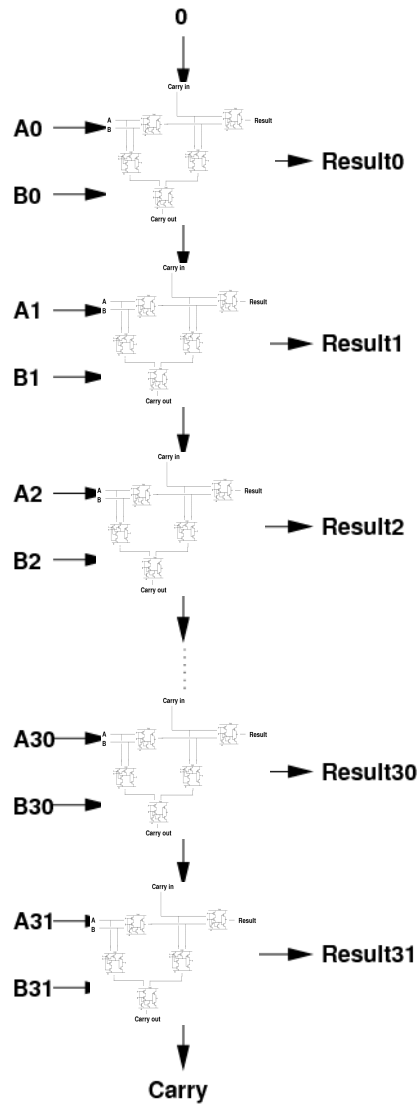 0
Carry in
A0
A
B
Result
Result0
B0
Carry out
Carry in
A1
A
B
Result
Result1
B1
Carry out
Carry in
A2
A
B
Result
Result2
B2
Carry out
Carry in
A30
A
B
Result
Result30
B30
Carry out
Carry in
A31
A
B
Result
Result31
B31
Carry out
Carry